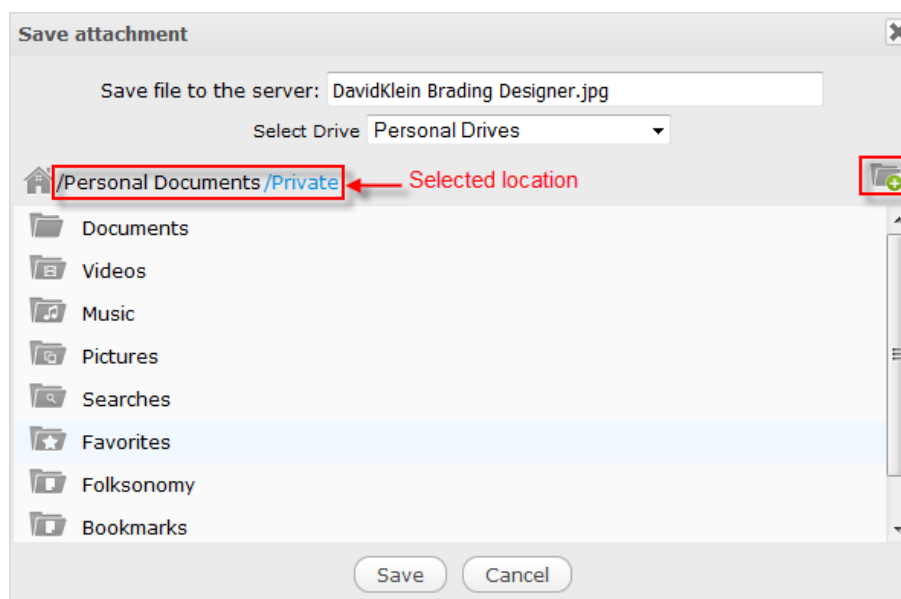 Save attachment
Save file to the server: DavidKlein Brading Designer.jpg
Select Drive Personal Drives
/Personal Documents/Private Selected location
Documents
Videos
Music
Pictures
Searches
Favorites
Folksonomy
Bookmarks
Save Cancel